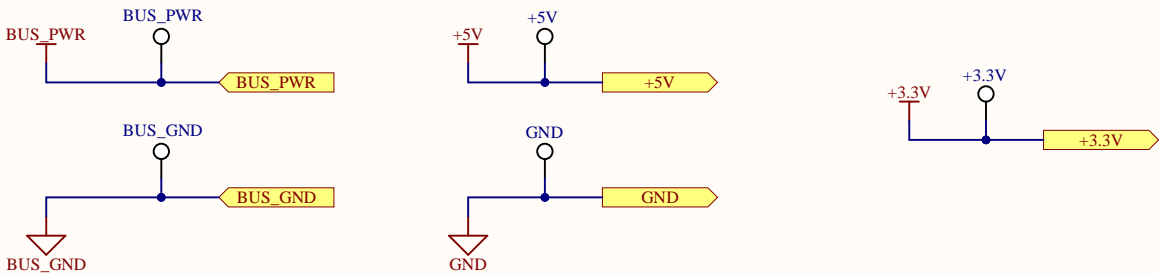 BUS_PWR
BUS_PWR
BUS_PWR
+5V
+5V
+5V
+3.3V
+3.3V
+3.3V
BUS_GND
BUS_GND
BUS_GND
GND
GND
GND